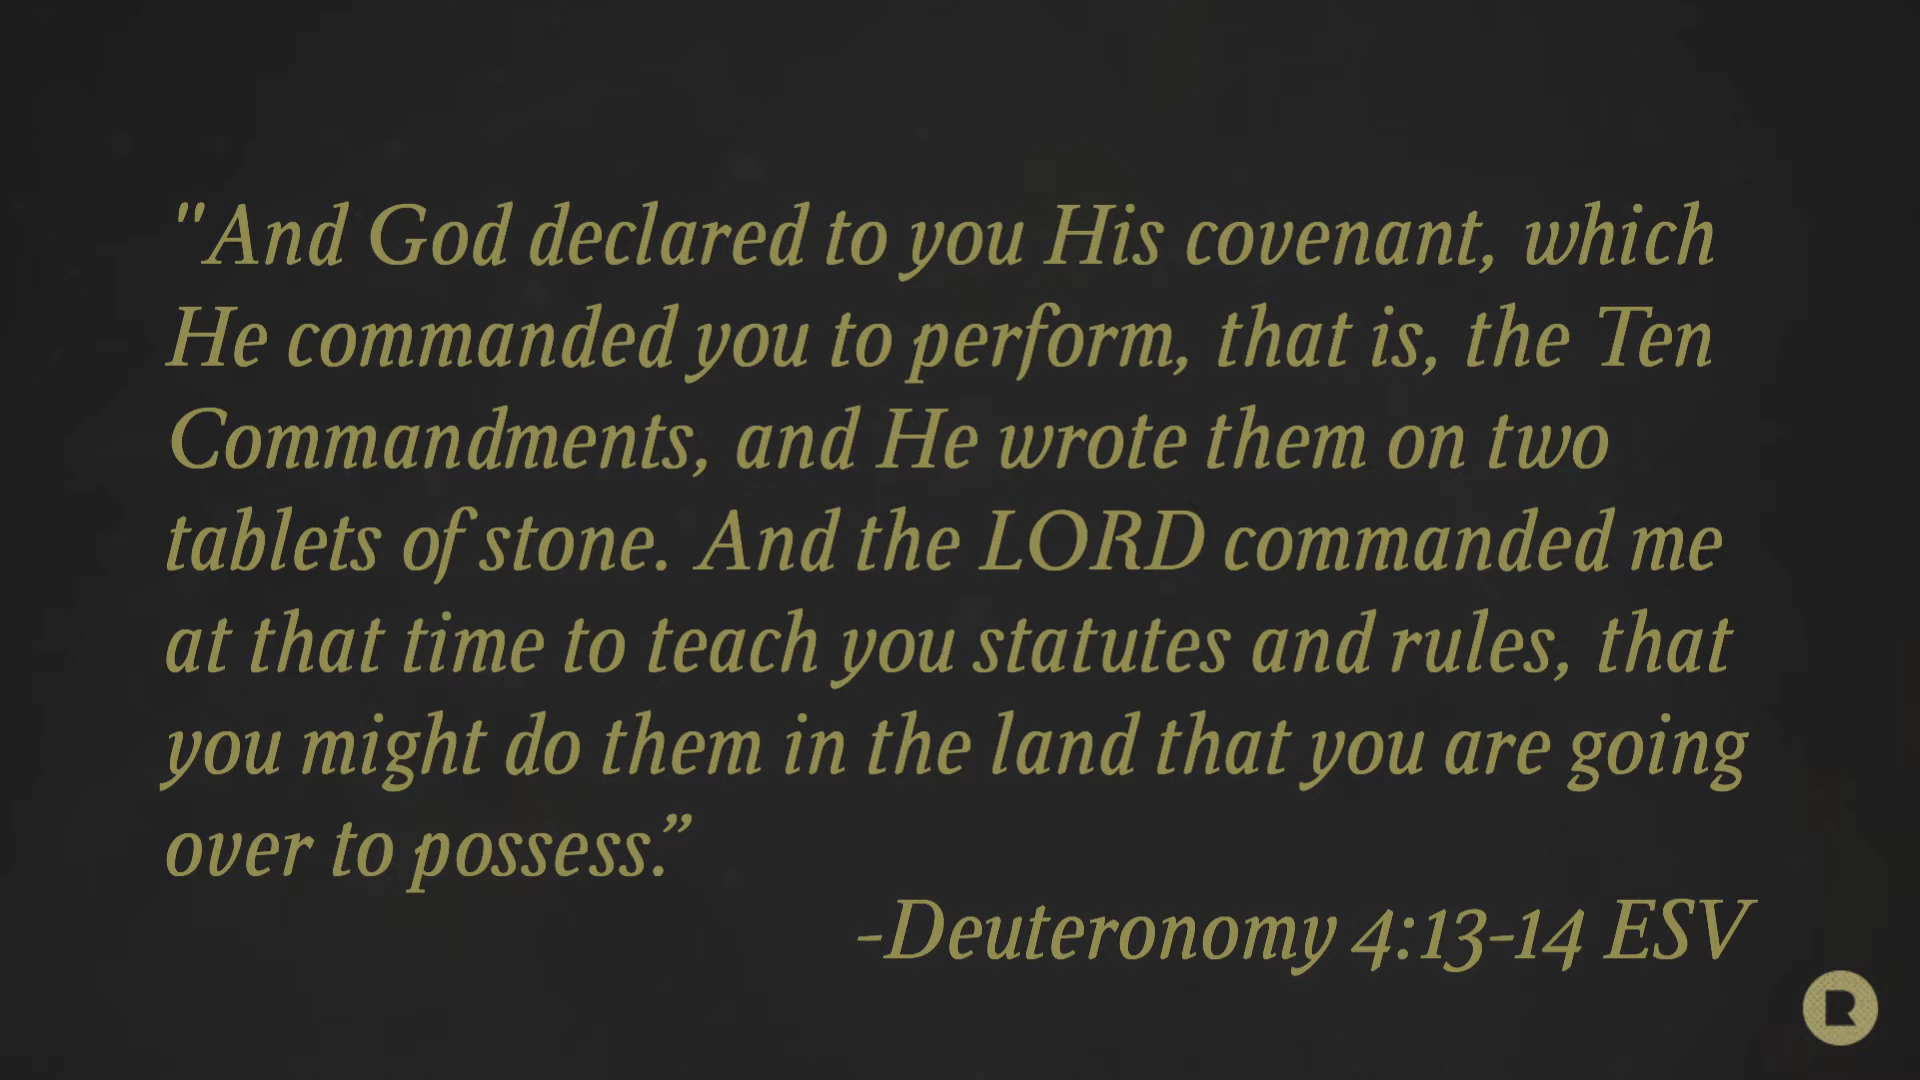 "And God declared to you His covenant, which
He commanded you to perform, that is, the Ten
Commandments, and He wrote them on two
tablets of stone. And the LORD commanded me
at that time to teach you statutes and rules, that
you might do them in the land that you are going
over to possess.”
-Deuteronomy 4:13-14 ESV
R